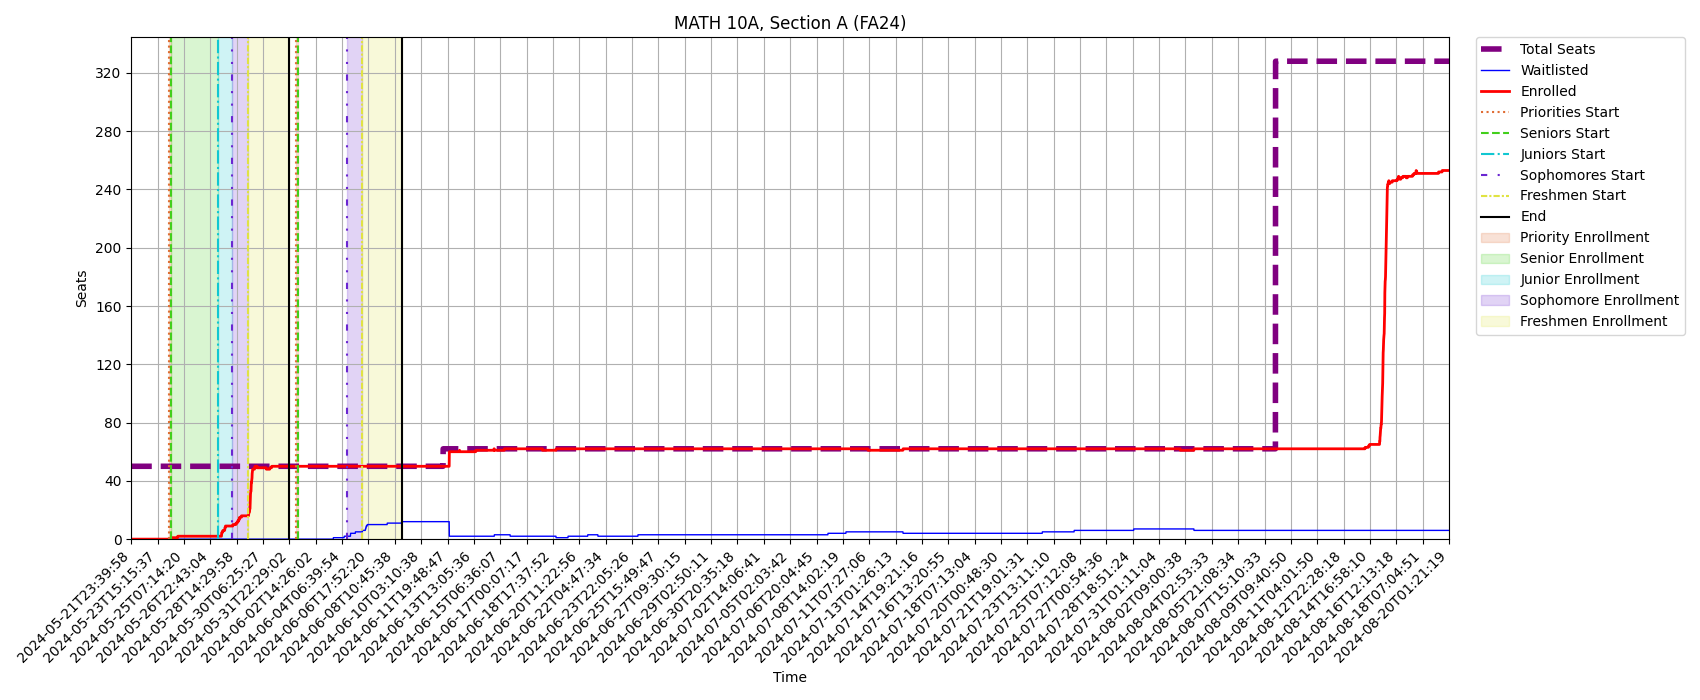 MATH 10A, Section A (FA24)
Total Seats
Waitlisted
Enrolled
Priorities Start
Seniors Start
Juniors Start
Sophomores Start
Freshmen Start
End
Priority Enrollment
Senior Enrollment
Junior Enrollment
Sophomore Enrollment
Freshmen Enrollment
Seats
320
280
240
200
160
120
80
40
0
2024-05-21T23:39:58
2024-05-23T15:15:37
2024-05-25T07:14:20
2024-05-26T22:43:04
2024-05-28T14:29:58
2024-05-30T06:25:27
2024-05-31T22:29:02
2024-06-02T14:26:02
2024-06-04T06:39:54
2024-06-06T17:52:20
2024-06-08T10:45:38
2024-06-10T03:10:38
2024-06-11T19:48:47
2024-06-13T13:05:36
2024-06-15T06:36:07
2024-06-17T00:07:17
2024-06-18T17:37:52
2024-06-20T11:22:56
2024-06-22T04:47:34
2024-06-23T22:05:26
2024-06-25T15:49:47
2024-06-27T09:30:15
2024-06-29T02:50:11
2024-06-30T20:35:18
2024-07-02T14:06:41
2024-07-05T02:03:42
2024-07-06T20:04:45
2024-07-08T14:02:19
2024-07-11T07:27:06
2024-07-13T01:26:13
2024-07-14T19:21:16
2024-07-16T13:20:55
2024-07-18T07:13:04
2024-07-20T00:48:30
2024-07-21T19:01:31
2024-07-23T13:11:10
2024-07-25T07:12:08
2024-07-27T00:54:36
2024-07-28T18:51:24
2024-07-31T01:11:04
2024-08-02T09:00:38
2024-08-04T02:53:33
2024-08-05T21:08:34
2024-08-07T15:10:33
2024-08-09T09:40:50
2024-08-11T04:01:50
2024-08-12T22:28:18
2024-08-14T16:58:10
2024-08-16T12:13:18
2024-08-18T07:04:51
2024-08-20T01:21:19
Time